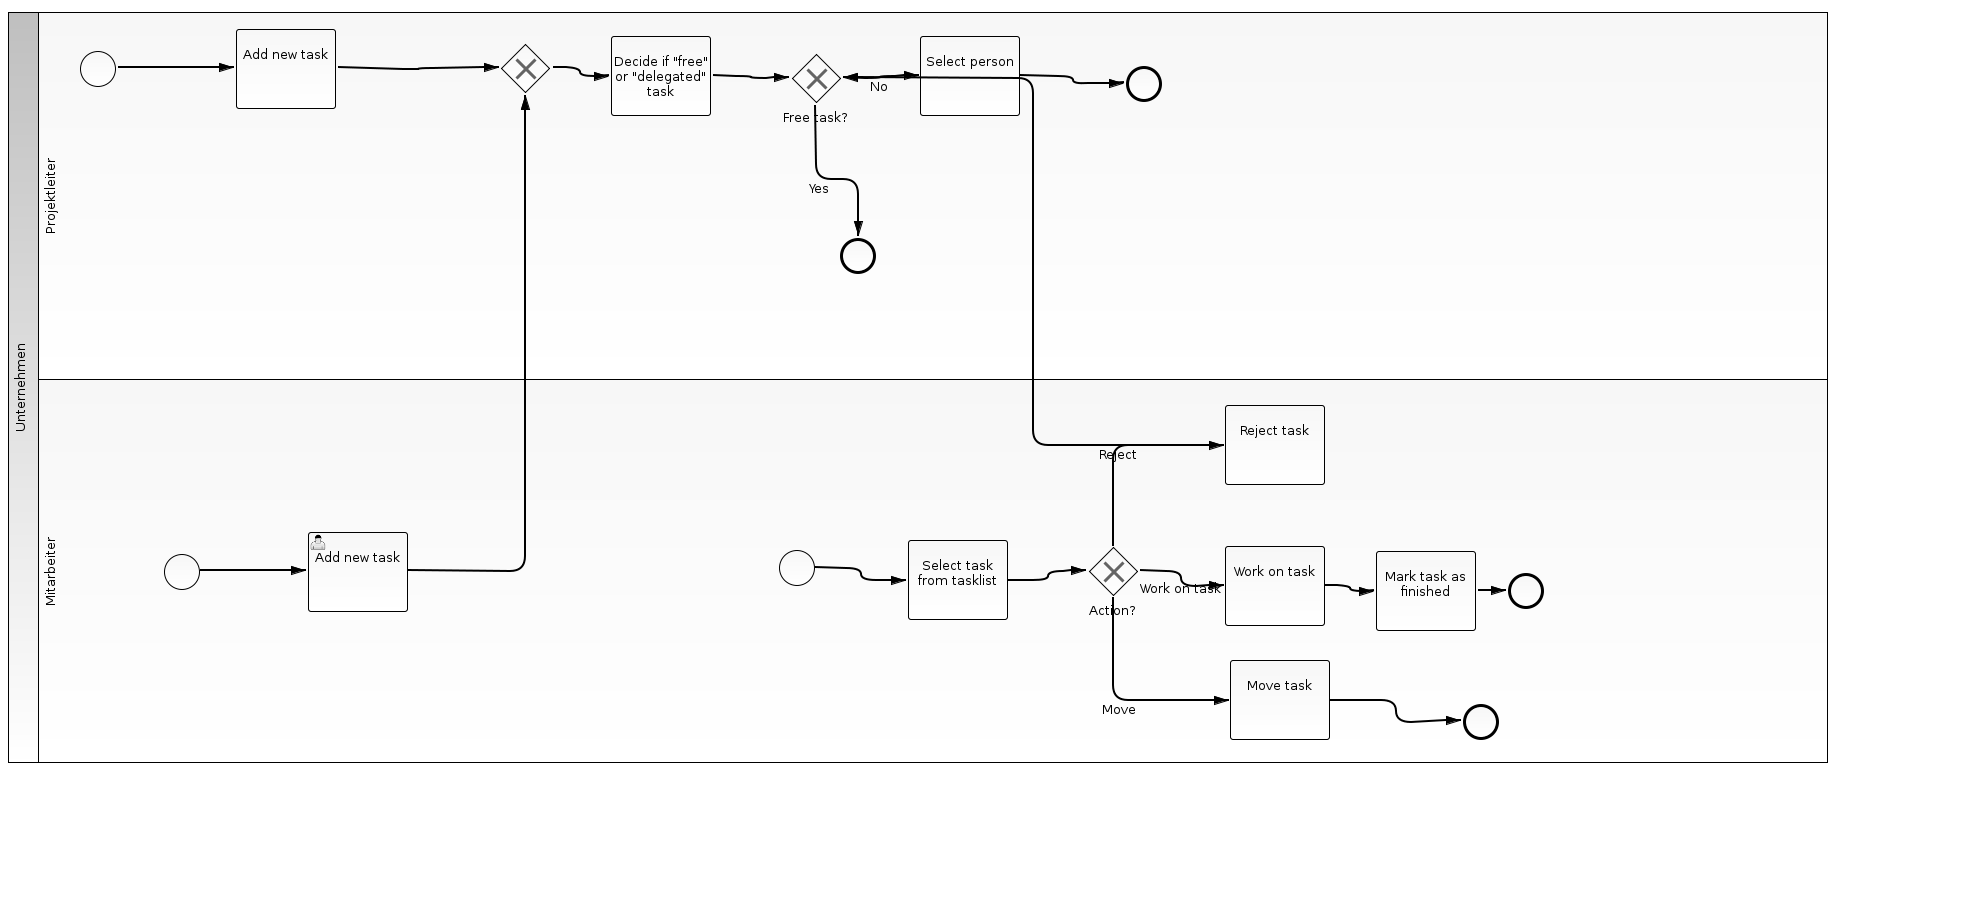 Unternehmen
Projektleiter
Add new task
Decide if "free"
or "delegated"
task
Free task?
No
Select person
Yes
Mitarbeiter
Add new task
Select task
from tasklist
Action?
Reject
Reject task
Work on task
Work on task
Mark task as
finished
Move
Move task